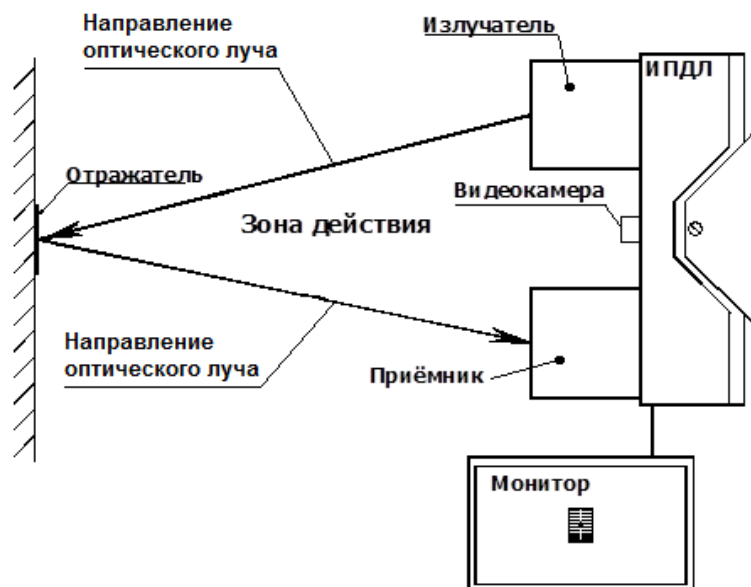 Направление
оптического луча
Излучатель
ИПДЛ
Отражатель
Видеокамера
Зона действия
Направление
оптического луча
Приёмник
Монитор